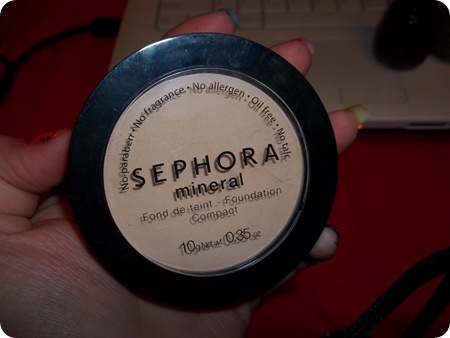 No paraben • No fragrance • No allergen • Oil free • No talc
SEPHORA
mineral
Fond de teint - Foundation
Compact
10g Net wt 0.35 oz